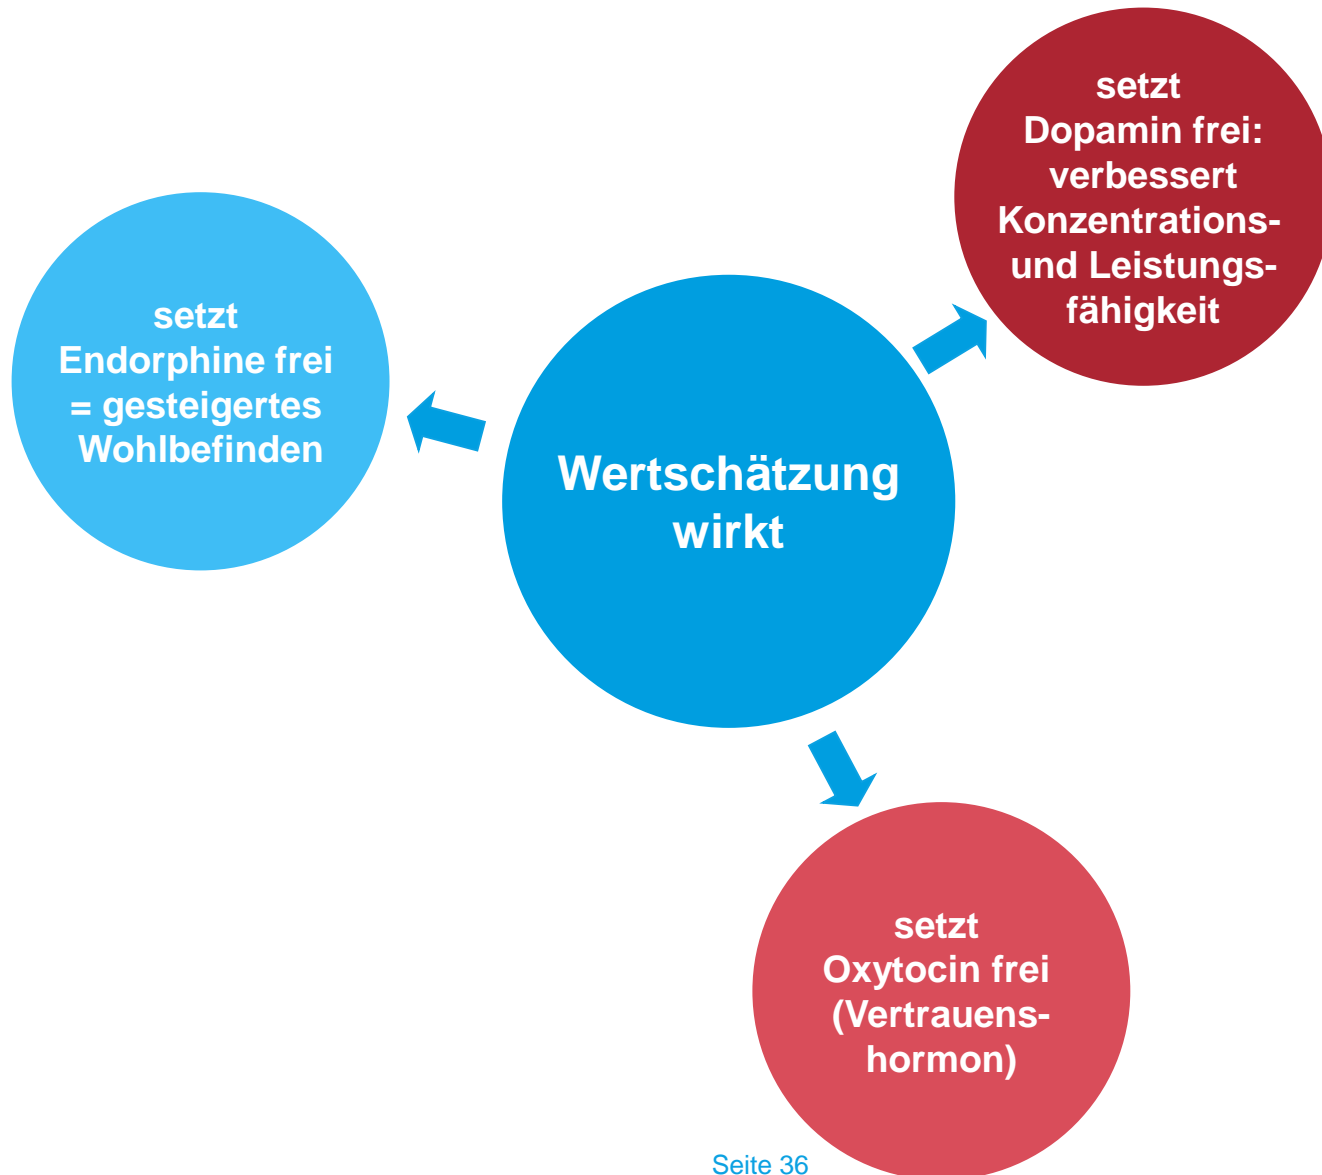 setzt
Dopamin frei:
verbessert
Konzentrations-
und Leistungs-
fähigkeit
setzt
Endorphine frei
= gesteigertes
Wohlbefinden
Wertschätzung
wirkt
setzt
Oxytocin frei
(Vertrauens-
hormon)
Seite 36